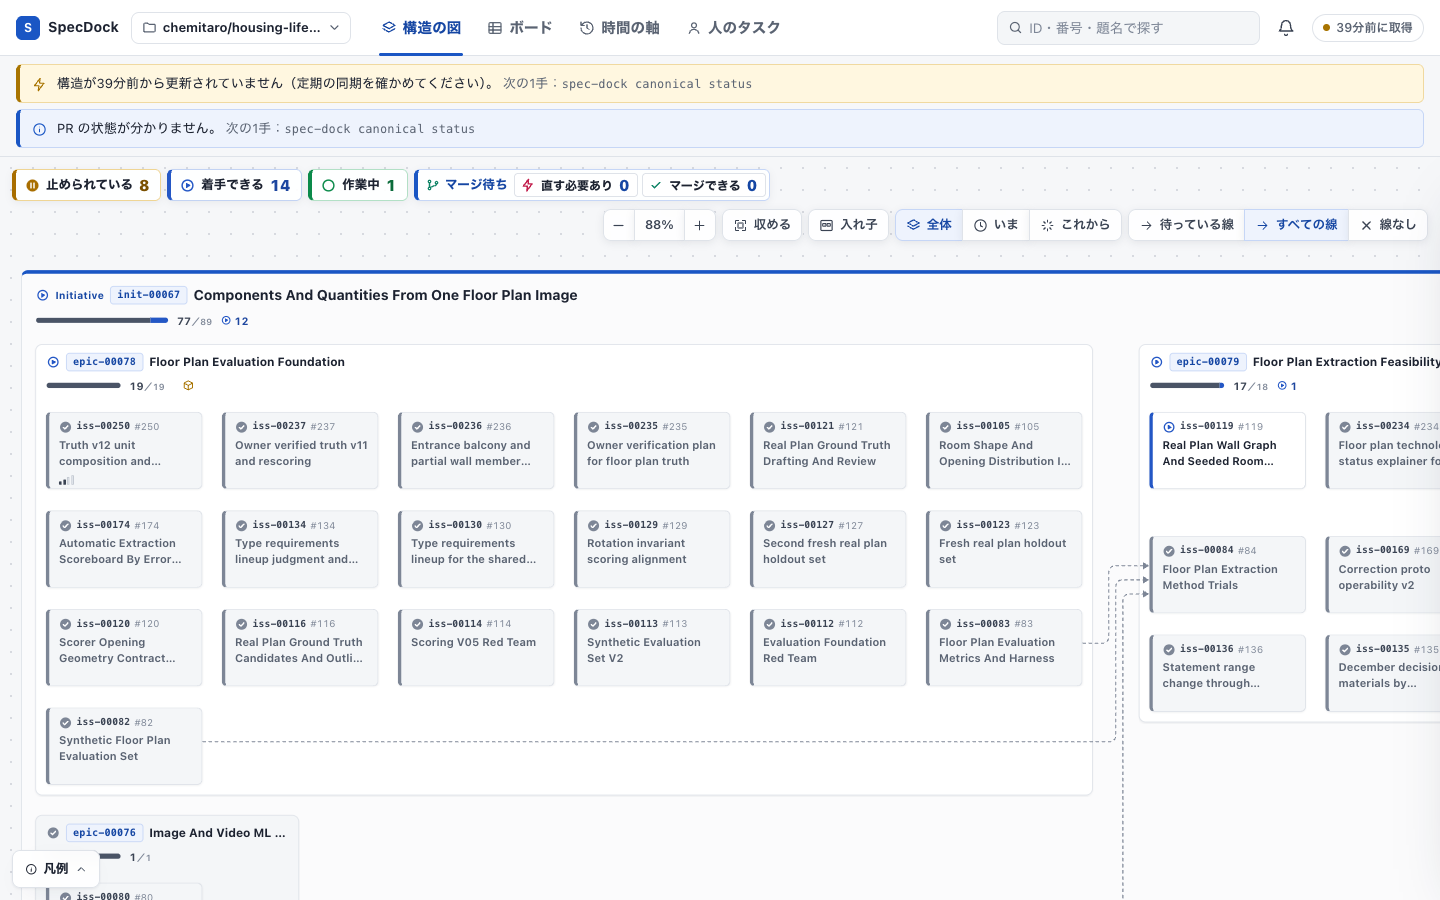 S SpecDock chemitaro/housing-life... 構造の図 ボード 時間の軸 人のタスク ID・番号・題名で探す 39分前に取得
構造が39分前から更新されていません（定期の同期を確かめてください）。 次の1手：spec-dock canonical status
PR の状態が分かりません。 次の1手：spec-dock canonical status
止められている 8 着手できる 14 作業中 1 マージ待ち 直す必要あり 0 マージできる 0
88% 収める 入れ子 全体 いま これから 待っている線 すべての線 線なし
Initiative init-00067 Components And Quantities From One Floor Plan Image
77/89 12
epic-00078 Floor Plan Evaluation Foundation
19/19
iss-00250 #250
Truth v12 unit
composition and...
iss-00237 #237
Owner verified truth v11
and rescoring
iss-00236 #236
Entrance balcony and
partial wall member...
iss-00235 #235
Owner verification plan
for floor plan truth
iss-00121 #121
Real Plan Ground Truth
Drafting And Review
iss-00105 #105
Room Shape And
Opening Distribution I...
iss-00174 #174
Automatic Extraction
Scoreboard By Error...
iss-00134 #134
Type requirements
lineup judgment and...
iss-00130 #130
Type requirements
lineup for the shared...
iss-00129 #129
Rotation invariant
scoring alignment
iss-00127 #127
Second fresh real plan
holdout set
iss-00123 #123
Fresh real plan holdout
set
iss-00120 #120
Scorer Opening
Geometry Contract...
iss-00116 #116
Real Plan Ground Truth
Candidates And Outli...
iss-00114 #114
Scoring V05 Red Team
iss-00113 #113
Synthetic Evaluation
Set V2
iss-00112 #112
Evaluation Foundation
Red Team
iss-00083 #83
Floor Plan Evaluation
Metrics And Harness
iss-00082 #82
Synthetic Floor Plan
Evaluation Set
epic-00079 Floor Plan Extraction Feasibility
17/18 1
iss-00119 #119
Real Plan Wall Graph
And Seeded Room...
iss-00234 #234
Floor plan technol
status explainer fo
iss-00084 #84
Floor Plan Extraction
Method Trials
iss-00169 #169
Correction proto
operability v2
iss-00136 #136
Statement range
change through...
iss-00135 #135
December decision
materials by...
epic-00076 Image And Video ML ...
1/1
iss-00080 #80
凡例